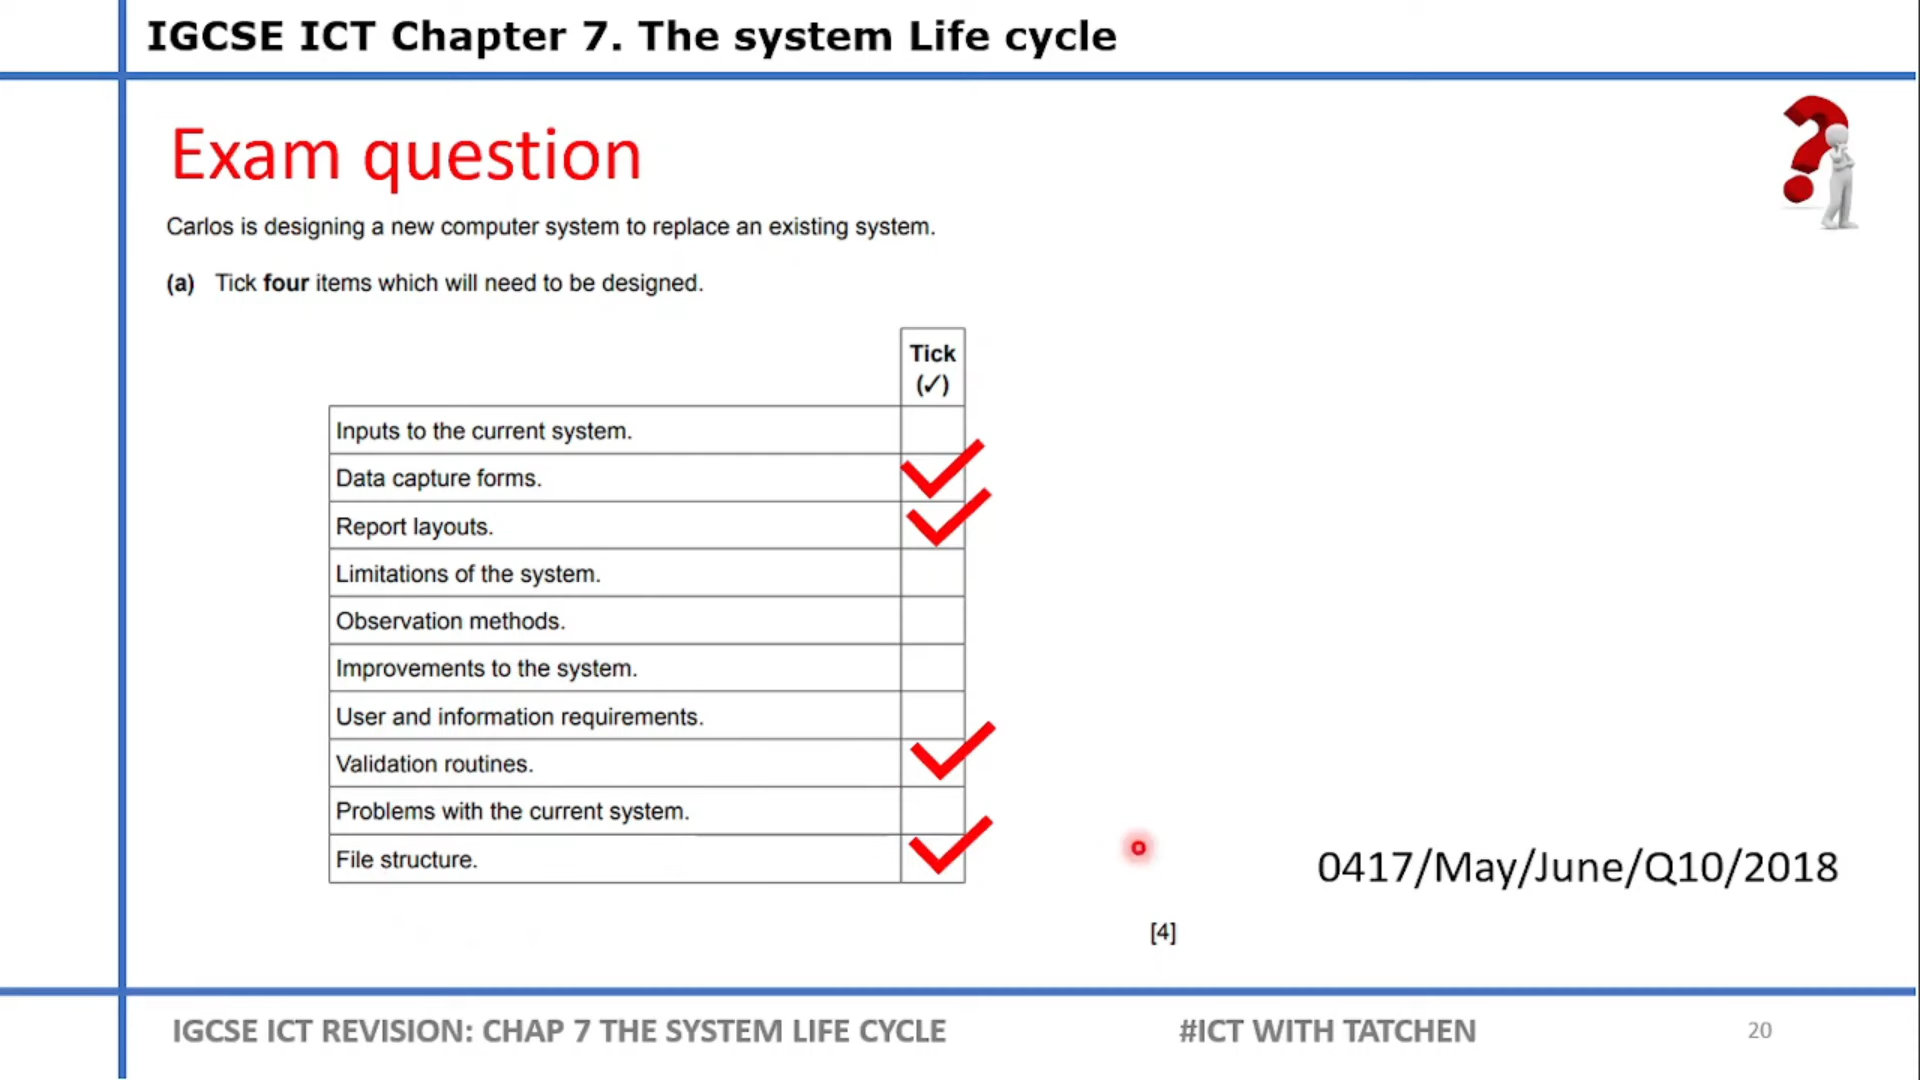 IGCSE ICT Chapter 7. The system Life cycle
Exam question
Carlos is designing a new computer system to replace an existing system.
(a) Tick four items which will need to be designed.
Tick
(✓)
Inputs to the current system.
Data capture forms.
Report layouts.
Limitations of the system.
Observation methods.
Improvements to the system.
User and information requirements.
Validation routines.
Problems with the current system.
File structure.
0417/May/June/Q10/2018
[4]
IGCSE ICT REVISION: CHAP 7 THE SYSTEM LIFE CYCLE
#ICT WITH TATCHEN
20